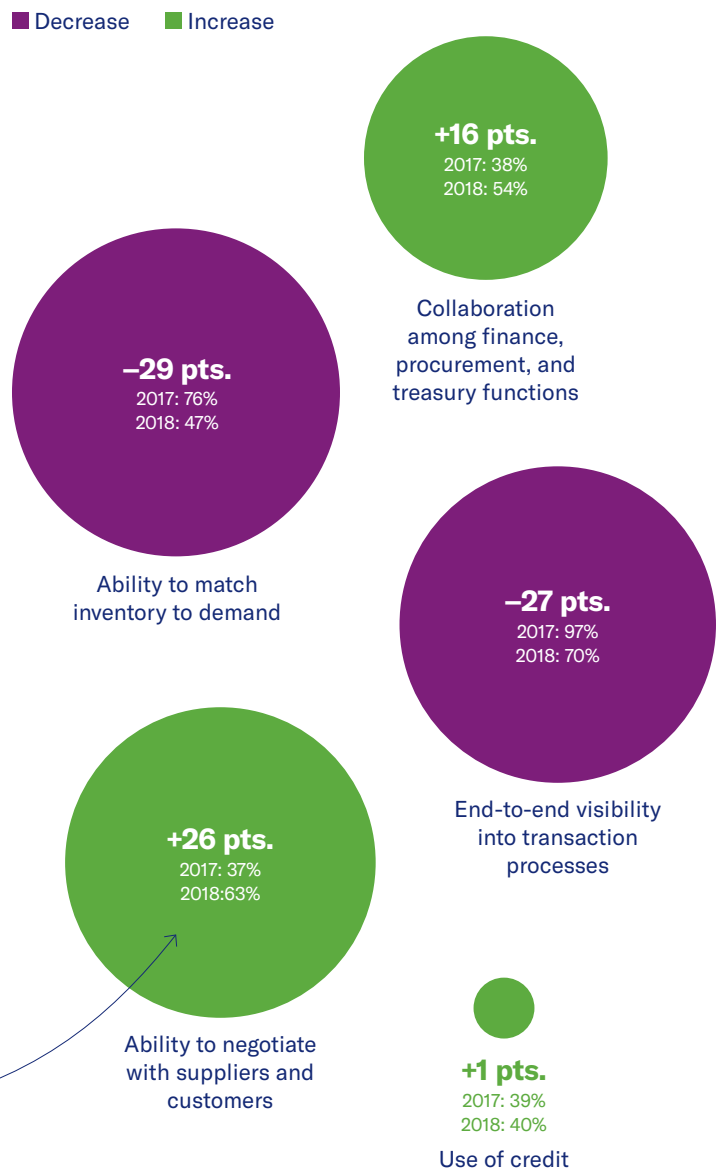 Decrease
Increase
+16 pts.
2017: 38%
2018: 54%
Collaboration
among finance,
procurement, and
treasury functions
–29 pts.
2017: 76%
2018: 47%
Ability to match
inventory to demand
–27 pts.
2017: 97%
2018: 70%
End-to-end visibility
into transaction
processes
+26 pts.
2017: 37%
2018:63%
Ability to negotiate
with suppliers and
customers
+1 pts.
2017: 39%
2018: 40%
Use of credit